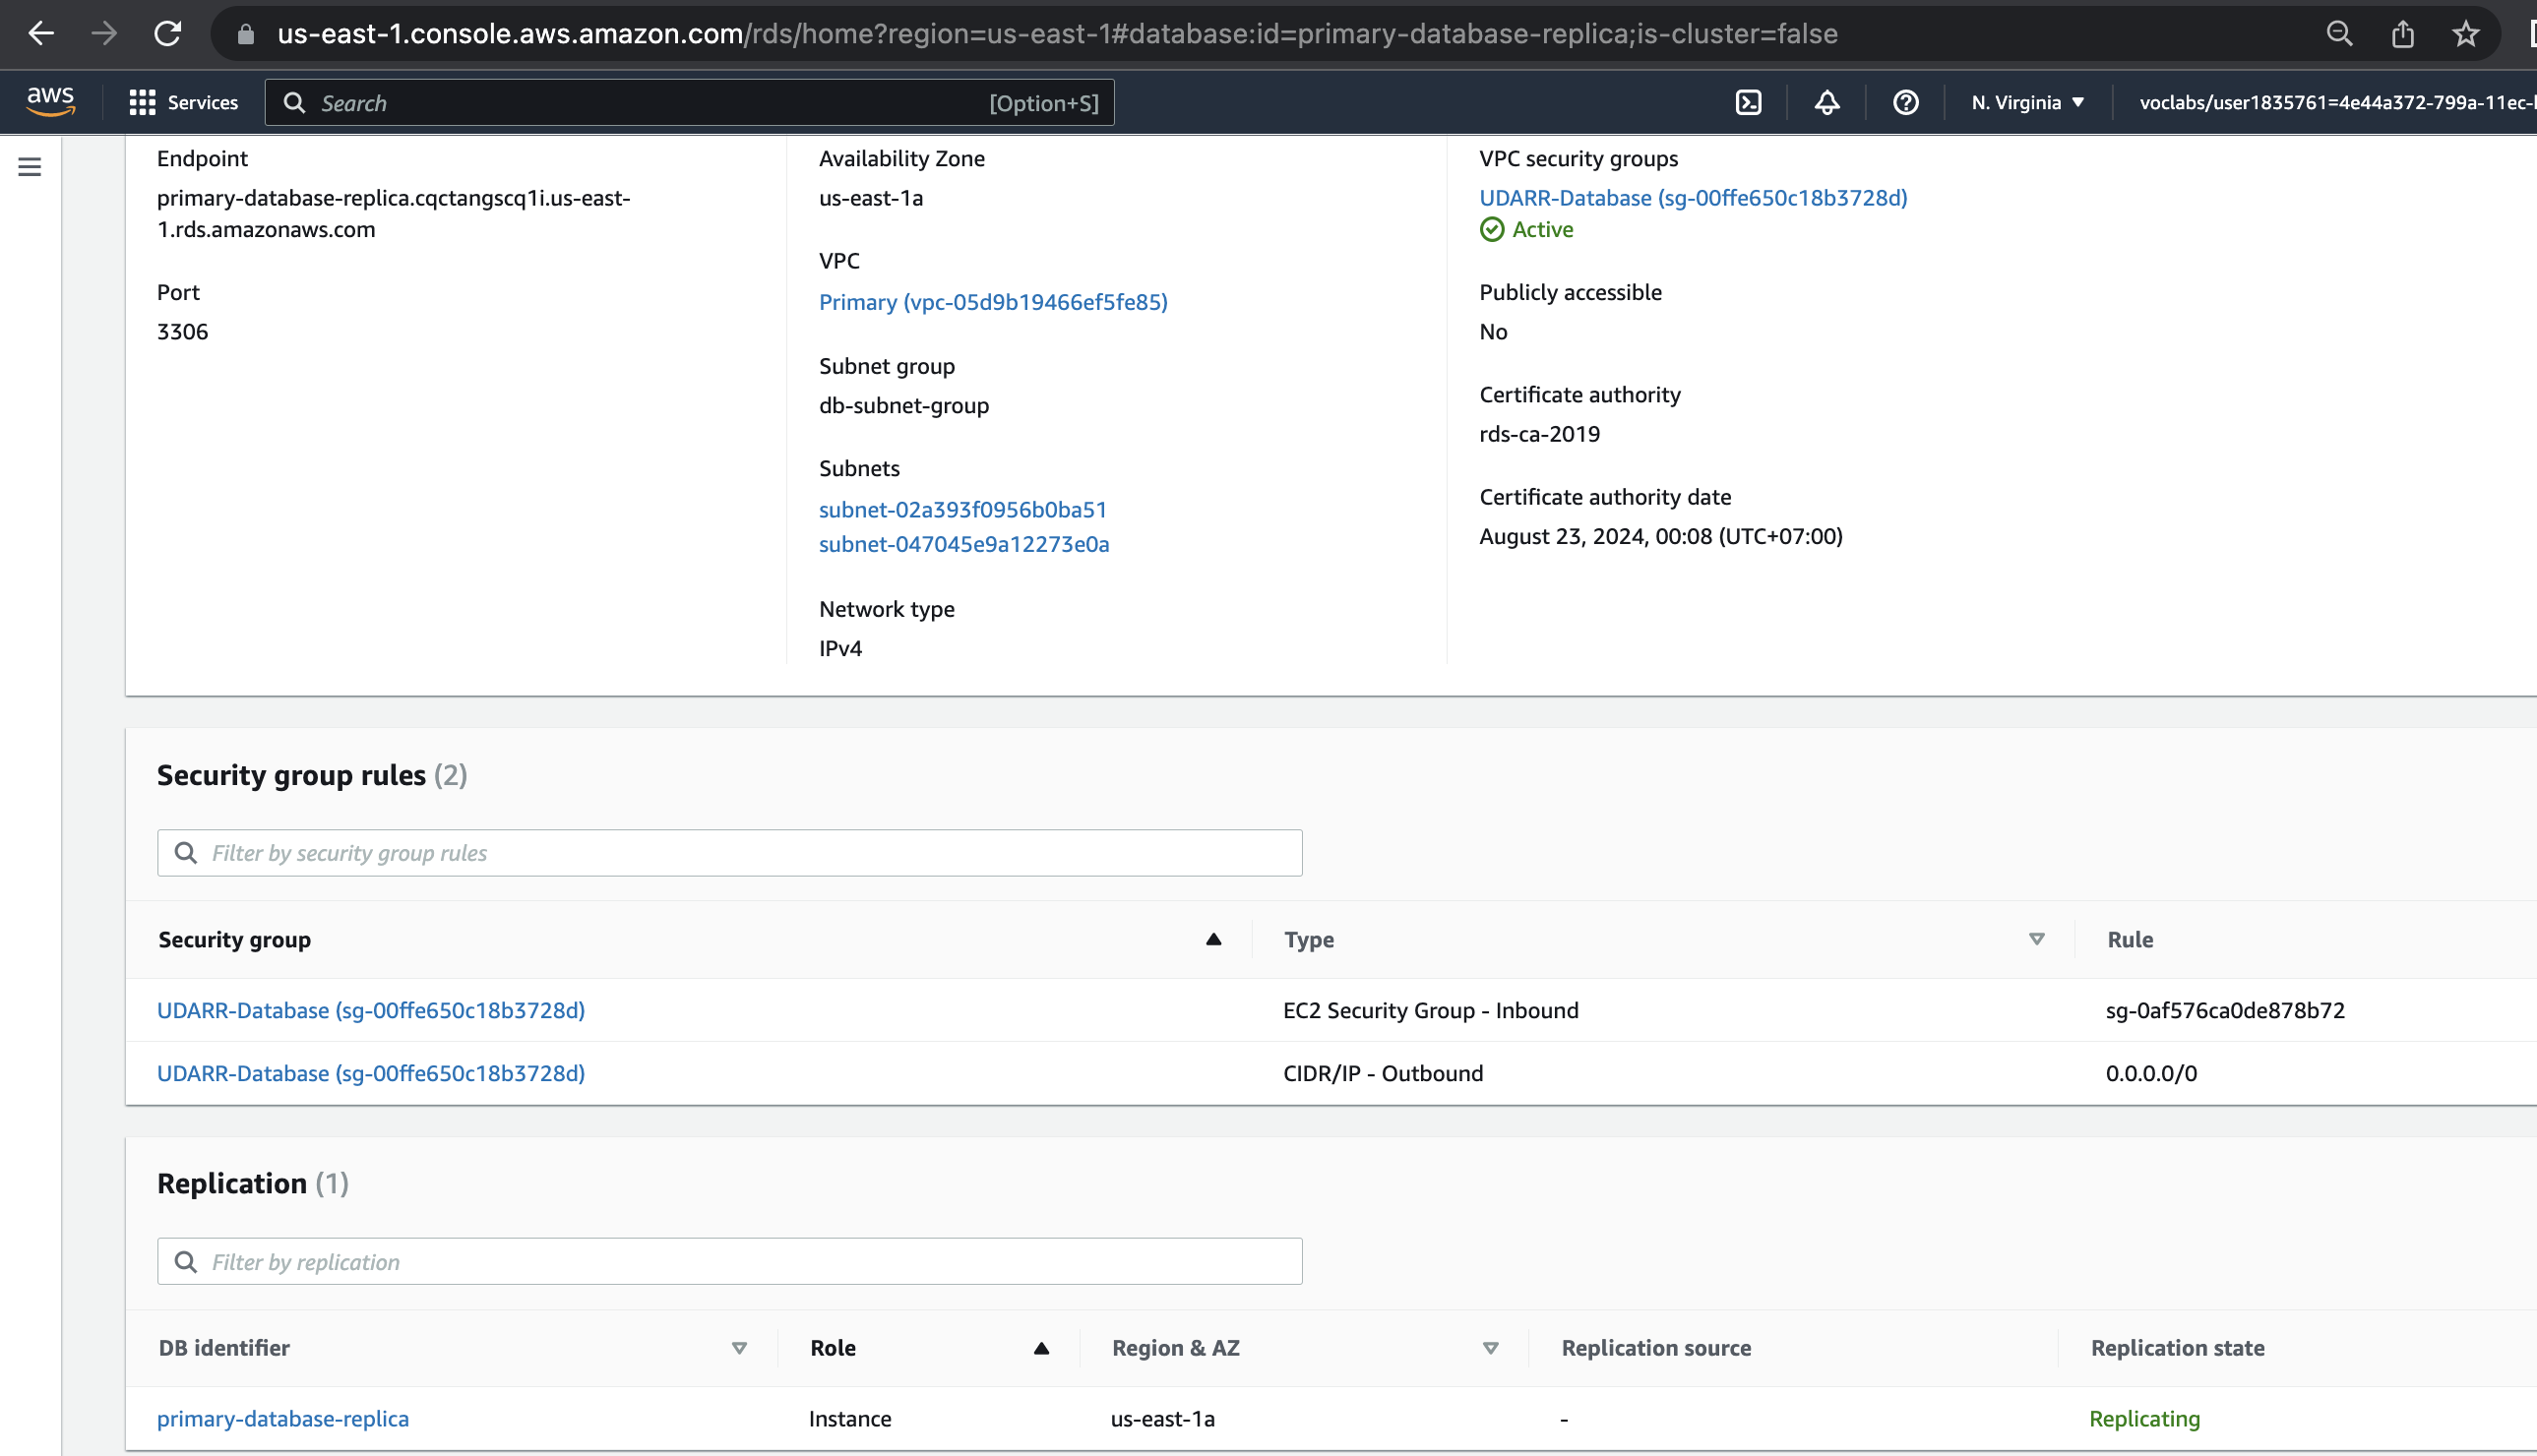 us-east-1.console.aws.amazon.com/rds/home?region=us-east-1#database:id=primary-database-replica;is-cluster=false
aws
Services
Search
[Option+S]
N. Virginia
voclabs/user1835761=4e44a372-799a-11ec-
Endpoint
primary-database-replica.cqctangscq1i.us-east-
1.rds.amazonaws.com
Port
3306
Availability Zone
us-east-1a
VPC
Primary (vpc-05d9b19466ef5fe85)
Subnet group
db-subnet-group
Subnets
subnet-02a393f0956b0ba51
subnet-047045e9a12273e0a
Network type
IPv4
VPC security groups
UDARR-Database (sg-00ffe650c18b3728d)
Active
Publicly accessible
No
Certificate authority
rds-ca-2019
Certificate authority date
August 23, 2024, 00:08 (UTC+07:00)
Security group rules (2)
Filter by security group rules
Security group Type Rule
UDARR-Database (sg-00ffe650c18b3728d) EC2 Security Group - Inbound sg-0af576ca0de878b72
UDARR-Database (sg-00ffe650c18b3728d) CIDR/IP - Outbound 0.0.0.0/0
Replication (1)
Filter by replication
DB identifier Role Region & AZ Replication source Replication state
primary-database-replica Instance us-east-1a - Replicating